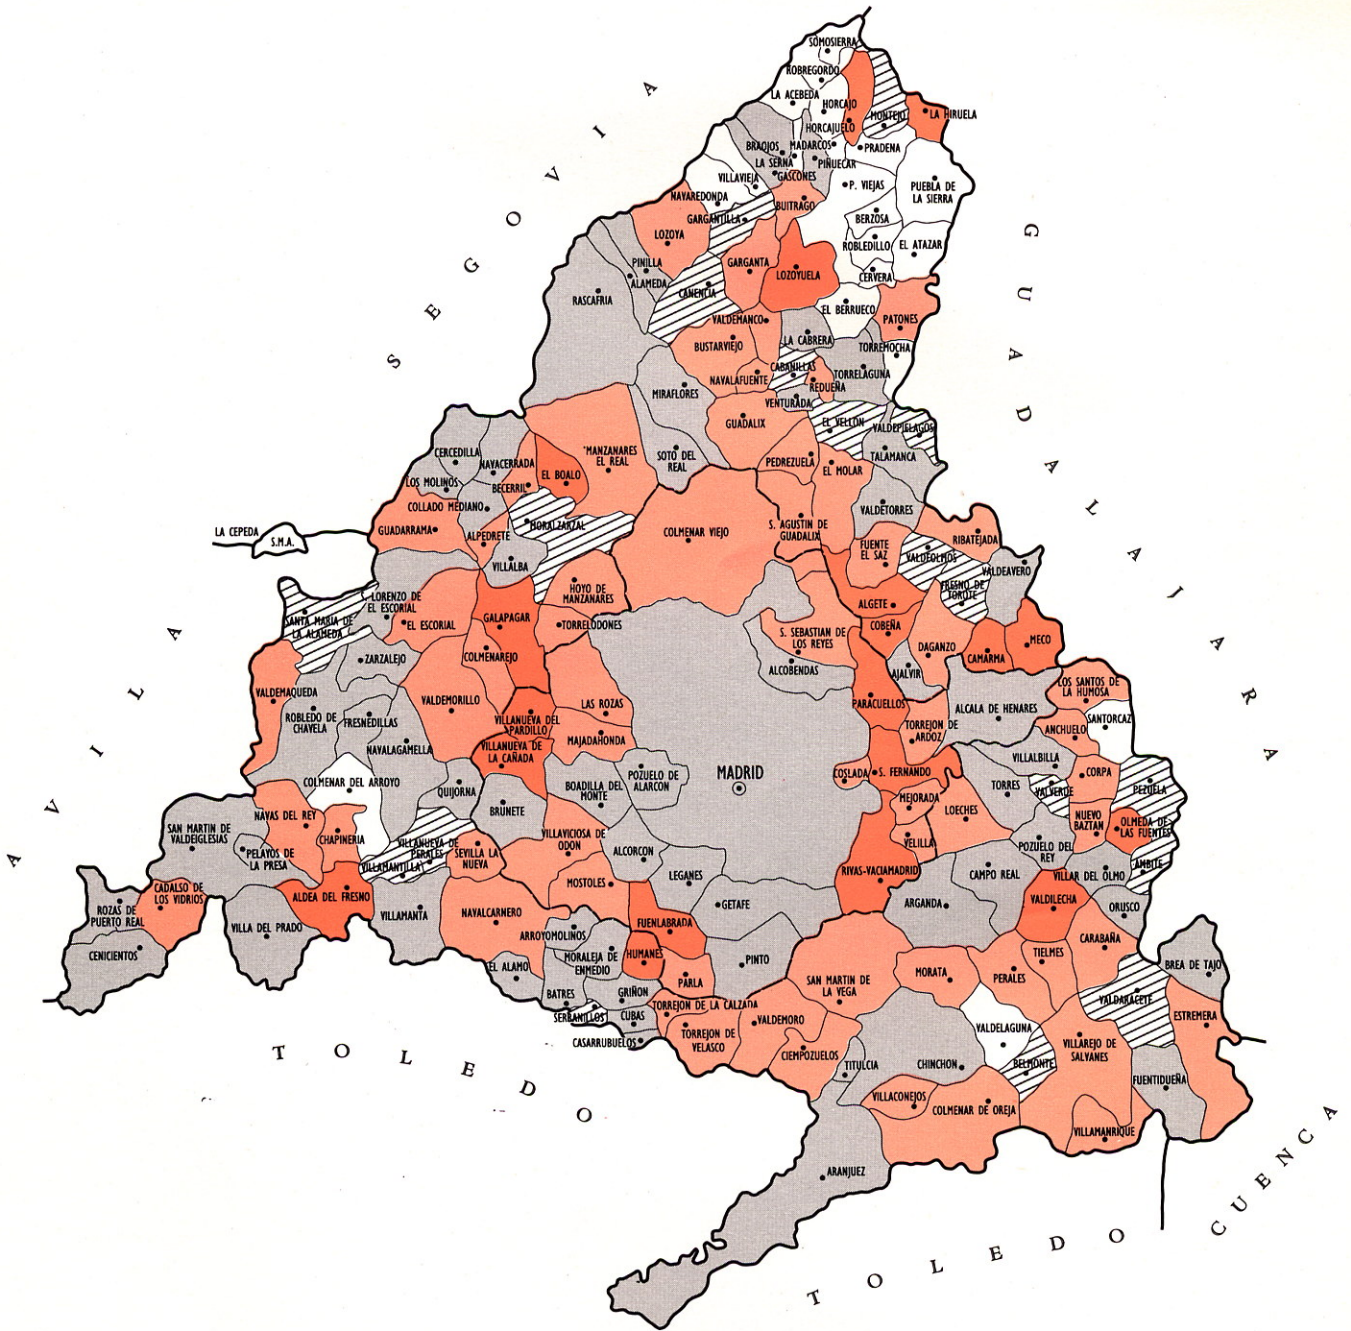 SOMOSIERRA
ROBREGORDO
LA ACEBEDA
HORCAJO
HORCAJUELO
MONTEJO
LA HIRUELA
BRAOJOS
MADARCOS
PRADENA
LA SERNA
PIÑUECAR
GASCONES
VILLAVIEJA
P. VIEJAS
PUEBLA DE
LA SIERRA
NAVAREDONDA
BUITRAGO
GARGANTILLA
BERZOSA
LOZOYA
ROBLEDILLO
EL ATAZAR
PINILLA
GARGANTA
LOZOYUELA
CERVERA
ALAMEDA
RASCAFRIA
CANENCIA
EL BERRUECO
VALDEMANCO
PATONES
BUSTARVIEJO
LA CABRERA
TORREMOCHA
CABANILLAS
TORRELAGUNA
NAVALAFUENTE
REDUEÑA
MIRAFLORES
VENTURADA
GUADALIX
EL VELLON
VALDEPIELAGOS
CERCEDILLA
MANZANARES
EL REAL
SOTO DEL
REAL
TALAMANCA
NAVACERRADA
EL BOALO
PEDREZUELA
EL MOLAR
LOS MOLINOS
BECERRIL
COLLADO MEDIANO
VALDETORRES
GUADARRAMA
MORALZARZAL
COLMENAR VIEJO
S. AGUSTIN DE
GUADALIX
LA CEPEDA
S.M.A.
ALPEDRETE
RIBATEJADA
FUENTE
EL SAZ
VALDEOLMOS
VILLALBA
VALDEAVERO
HOYO DE
MANZANARES
FRESNO DE
TOROTE
S. LORENZO DE
EL ESCORIAL
ALGETE
SANTA MARIA DE
LA ALAMEDA
EL ESCORIAL
GALAPAGAR
TORRELODONES
COBEÑA
S. SEBASTIAN DE
LOS REYES
MECO
DAGANZO
CAMARMA
ZARZALEJO
COLMENAREJO
ALCOBENDAS
AJALVIR
LOS SANTOS DE
LA HUMOSA
VALDEMAQUEDA
VALDEMORILLO
LAS ROZAS
PARACUELLOS
ALCALA DE HENARES
ROBLEDO DE
CHAVELA
FRESNEDILLAS
VILLANUEVA DEL
PARDILLO
TORREJON DE
ARDOZ
SANTORCAZ
ANCHUELO
NAVALAGAMELLA
VILLANUEVA DE
LA CAÑADA
MAJADAHONDA
VILLALBILLA
MADRID
COSLADA
S. FERNANDO
CORPA
COLMENAR DEL ARROYO
POZUELO DE
ALARCON
QUIJORNA
BOADILLA DEL
MONTE
TORRES
VALVERDE
PEZUELA
BRUNETE
MEJORADA
LOECHES
NAVAS DEL REY
NUEVO
BAZTAN
OLMEDA DE
LAS FUENTES
SAN MARTIN DE
VALDEIGLESIAS
CHAPINERIA
VILLAVICIOSA DE
ODON
VELILLA
VILLANUEVA DE
PERALES
SEVILLA LA
NUEVA
ALCORCON
POZUELO DEL
REY
PELAYOS DE
LA PRESA
VILLAMANTILLA
AMBITE
RIVAS-VACIAMADRID
CAMPO REAL
VILLAR DEL OLMO
LEGANES
MOSTOLES
CADALSO DE
LOS VIDRIOS
ALDEA DEL FRESNO
VALDILECHA
ROZAS DE
PUERTO REAL
VILLAMANTA
NAVALCARNERO
GETAFE
ARGANDA
ORUSCO
VILLA DEL PRADO
FUENLABRADA
ARROYOMOLINOS
CARABAÑA
CENICIENTOS
HUMANES
TIELMES
MORALEJA DE
ENMEDIO
PINTO
BREA DE TAJO
EL ALAMO
PARLA
SAN MARTIN DE
LA VEGA
MORATA
PERALES
BATRES
GRIÑON
VALDARACETE
TORREJON DE LA CALZADA
SERRANILLOS
CUBAS
VALDEMORO
ESTREMERA
TORREJON DE
VELASCO
VALDELAGUNA
CASARRUBUELOS
VILLAREJO DE
SALVANES
CIEMPOZUELOS
TITULCIA
CHINCHON
BELMONTE
FUENTIDUEÑA
VILLACONEJOS
COLMENAR DE OREJA
VILLAMANRIQUE
ARANJUEZ
SEGOVIA
GUADALAJARA
AVILA
TOLEDO
TOLEDO
CUENCA